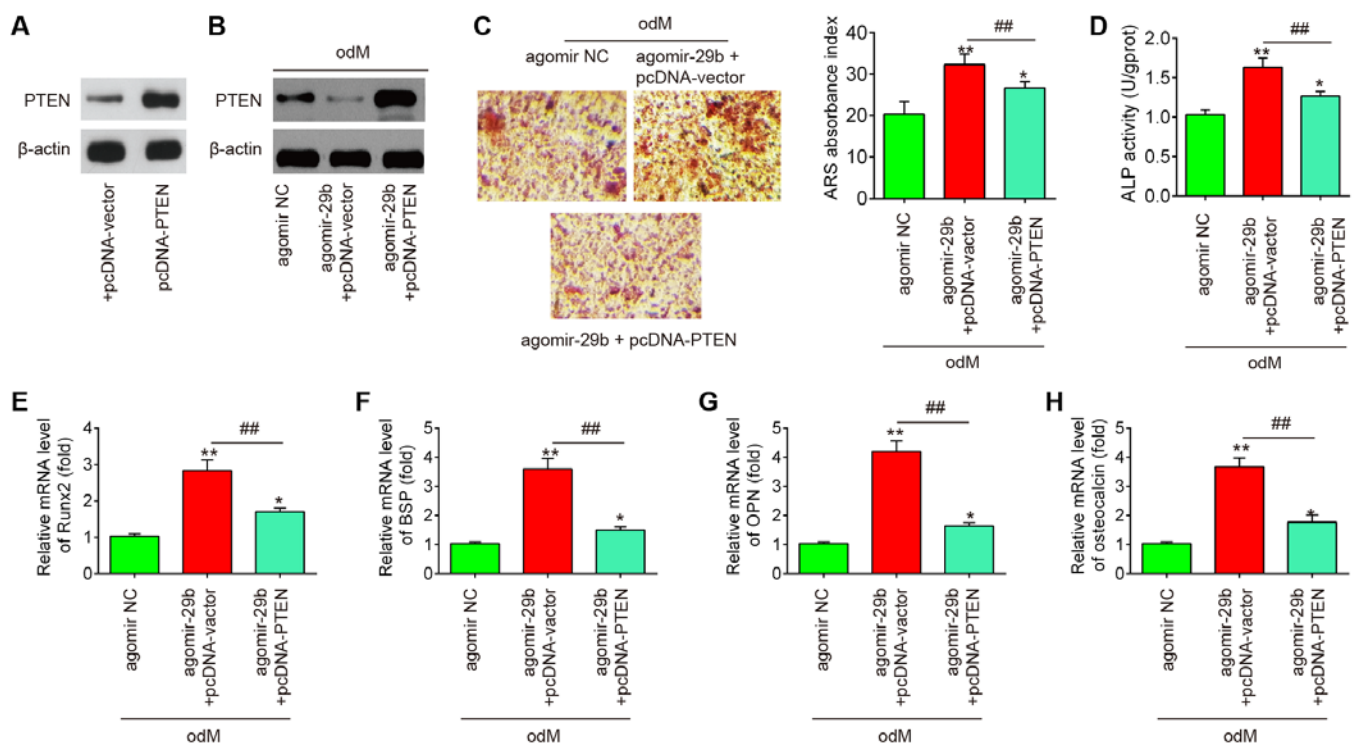 A
PTEN
β-actin
+pcDNA-vector
pcDNA-PTEN
B
odM
PTEN
β-actin
agomir NC
agomir-29b
+pcDNA-vector
agomir-29b
+pcDNA-PTEN
C
odM
agomir NC
agomir-29b +
pcDNA-vector
agomir-29b + pcDNA-PTEN
ARS absorbance index
40
30
20
10
0
**
*
##
agomir NC
agomir-29b
+pcDNA-vactor
agomir-29b
+pcDNA-PTEN
odM
D
ALP activity (U/gprot)
2.0
1.5
1.0
0.5
0.0
**
*
##
agomir NC
agomir-29b
+pcDNA-vactor
agomir-29b
+pcDNA-PTEN
odM
E
Relative mRNA level
of Runx2 (fold)
4
3
2
1
0
**
*
##
agomir NC
agomir-29b
+pcDNA-vactor
agomir-29b
+pcDNA-PTEN
odM
F
Relative mRNA level
of BSP (fold)
5
4
3
2
1
0
**
*
##
agomir NC
agomir-29b
+pcDNA-vactor
agomir-29b
+pcDNA-PTEN
odM
G
Relative mRNA level
of OPN (fold)
5
4
3
2
1
0
**
*
##
agomir NC
agomir-29b
+pcDNA-vactor
agomir-29b
+pcDNA-PTEN
odM
H
Relative mRNA level
of osteocalcin (fold)
5
4
3
2
1
0
**
*
##
agomir NC
agomir-29b
+pcDNA-vactor
agomir-29b
+pcDNA-PTEN
odM